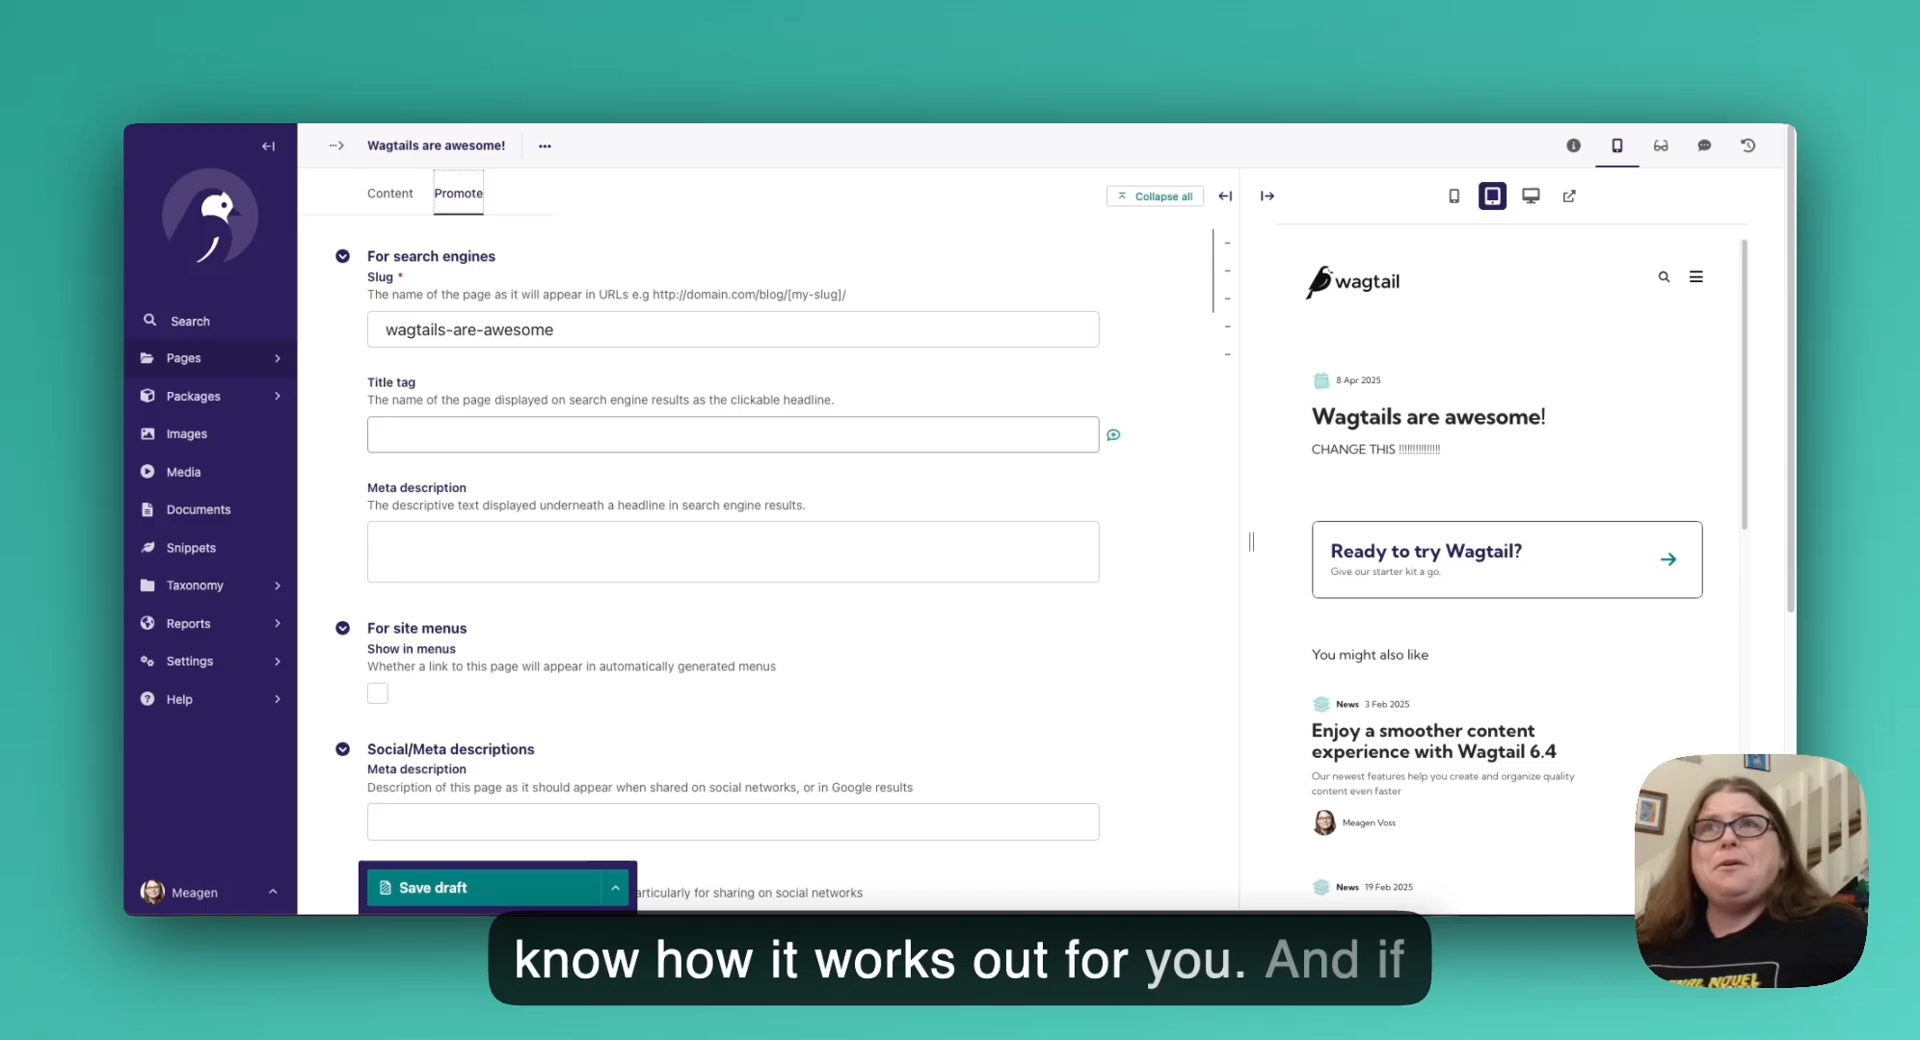 Wagtails are awesome!
Content
Promote
Collapse all
Search
Pages
Packages
Images
Media
Documents
Snippets
Taxonomy
Reports
Settings
Help
Meagen
For search engines
Slug *
The name of the page as it will appear in URLs e.g http://domain.com/blog/[my-slug]/
wagtails-are-awesome
Title tag
The name of the page displayed on search engine results as the clickable headline.
Meta description
The descriptive text displayed underneath a headline in search engine results.
For site menus
Show in menus
Whether a link to this page will appear in automatically generated menus
Social/Meta descriptions
Meta description
Description of this page as it should appear when shared on social networks, or in Google results
Save draft
articularly for sharing on social networks
wagtail
8 Apr 2025
Wagtails are awesome!
CHANGE THIS !!!!!!!!!!!!!!!
Ready to try Wagtail?
Give our starter kit a go.
You might also like
News 3 Feb 2025
Enjoy a smoother content
experience with Wagtail 6.4
Our newest features help you create and organize quality
content even faster
Meagen Voss
News 19 Feb 2025
know how it works out for you. And if